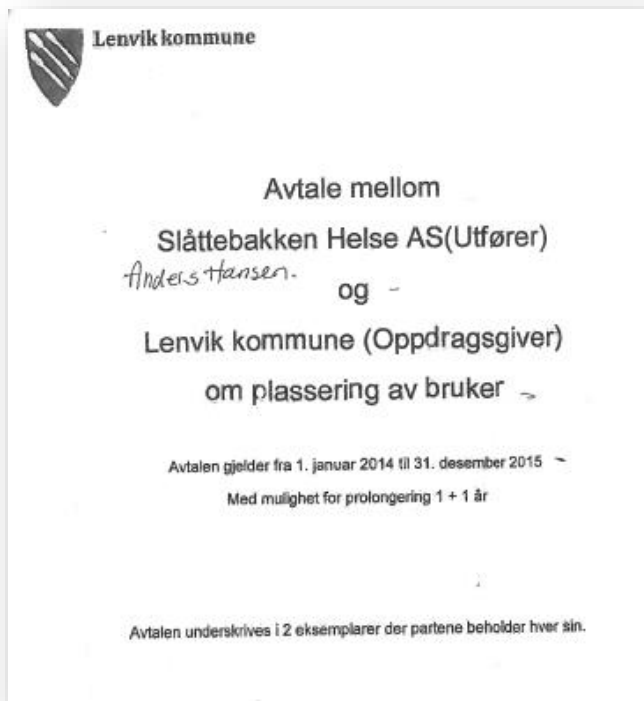 Lenvik kommune
Avtale mellom
Slåttebakken Helse AS(Utfører)
Anders Hansen.
og
Lenvik kommune (Oppdragsgiver)
om plassering av bruker
Avtalen gjelder fra 1. januar 2014 til 31. desember 2015
Med mulighet for prolongering 1 + 1 år
Avtalen underskrives i 2 eksemplarer der partene beholder hver sin.